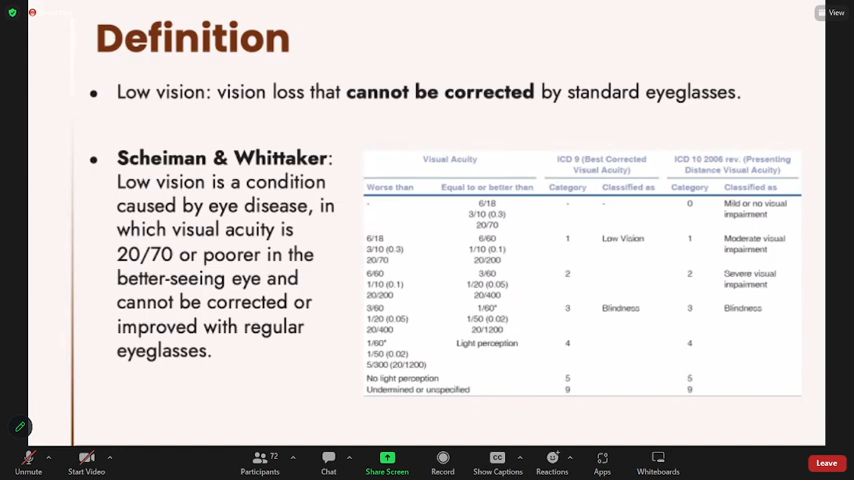 View
Definition
• Low vision: vision loss that cannot be corrected by standard eyeglasses.
• Scheiman & Whittaker:
Low vision is a condition
caused by eye disease, in
which visual acuity is
20/70 or poorer in the
better-seeing eye and
cannot be corrected or
improved with regular
eyeglasses.
Visual Acuity ICD 9 (Best Corrected Visual Acuity) ICD 10 2006 rev. (Presenting Distance Visual Acuity)
Worse than Equal to or better than Category Classified as Category Classified as
- 6/18 - - 0 Mild or no visual
3/10 (0.3) impairment
20/70
6/18 6/60 1 Low Vision 1 Moderate visual
3/10 (0.3) 1/10 (0.1) impairment
20/70 20/200
6/60 3/60 2 2 Severe visual
1/10 (0.1) 1/20 (0.05) impairment
20/200 20/400
3/60 1/60* 3 Blindness 3 Blindness
1/20 (0.05) 1/50 (0.02)
20/400 20/1200
1/60* Light perception 4 4
1/50 (0.02)
5/300 (20/1200)
No light perception 5 5
Undermined or unspecified 9 9
Unmute Start Video Participants 72 Chat Share Screen Record CC Show Captions Reactions Apps Whiteboards Leave